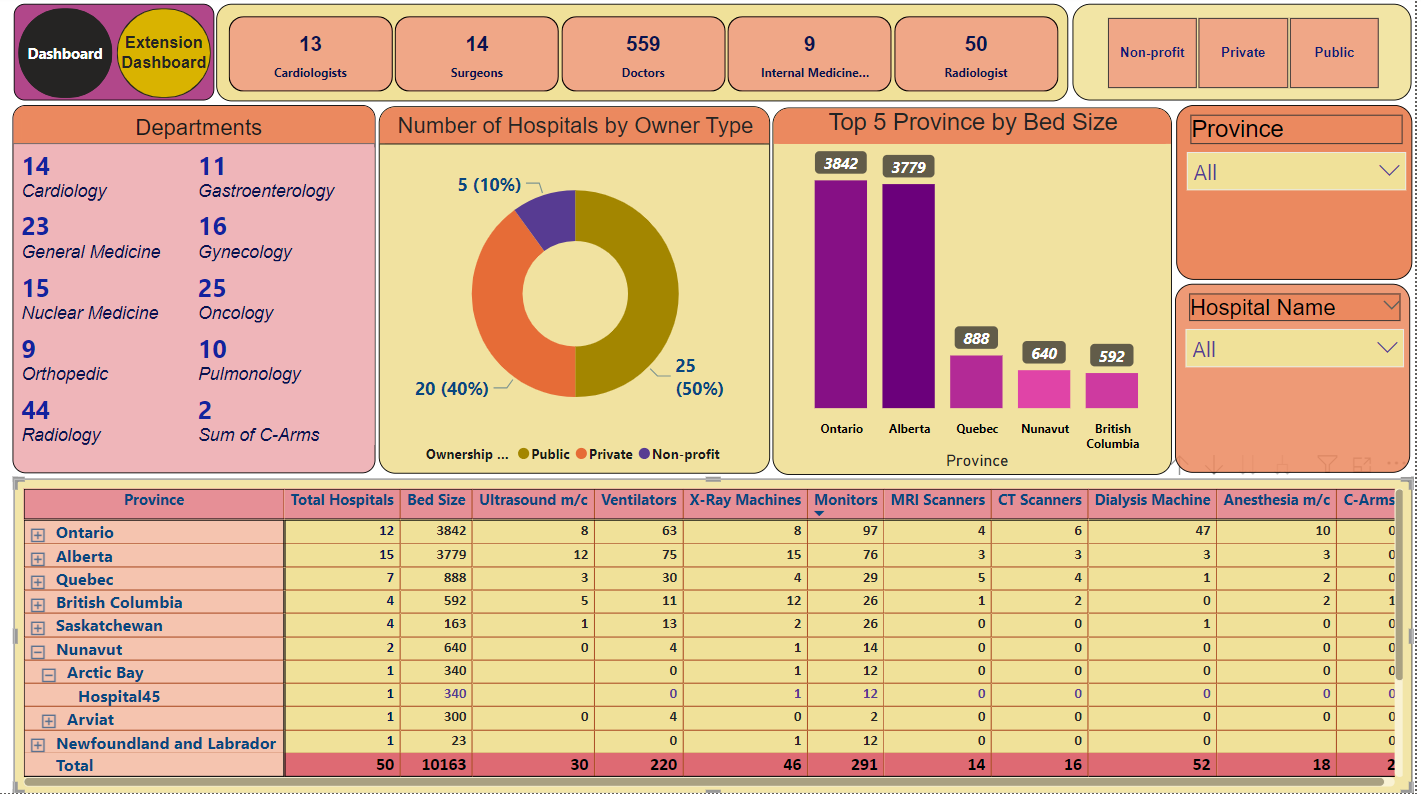 Dashboard
Extension
Dashboard
13
Cardiologists
14
Surgeons
559
Doctors
9
Internal Medicine...
50
Radiologist
Non-profit
Private
Public
Departments
14
Cardiology
11
Gastroenterology
23
General Medicine
16
Gynecology
15
Nuclear Medicine
25
Oncology
9
Orthopedic
10
Pulmonology
44
Radiology
2
Sum of C-Arms
Number of Hospitals by Owner Type
5 (10%)
20 (40%)
25
(50%)
Ownership ... Public Private Non-profit
Top 5 Province by Bed Size
3842
3779
888
640
592
Ontario
Alberta
Quebec
Nunavut
British
Columbia
Province
Province
All
Hospital Name
All
Province Total Hospitals Bed Size Ultrasound m/c Ventilators X-Ray Machines Monitors MRI Scanners CT Scanners Dialysis Machine Anesthesia m/c C-Arms
Ontario 12 3842 8 63 8 97 4 6 47 10 0
Alberta 15 3779 12 75 15 76 3 3 3 3 0
Quebec 7 888 3 30 4 29 5 4 1 2 0
British Columbia 4 592 5 11 12 26 1 2 0 2 1
Saskatchewan 4 163 1 13 2 26 0 0 1 0 0
Nunavut 2 640 0 4 1 14 0 0 0 0 0
Arctic Bay 1 340 0 1 12 0 0 0 0 0
Hospital45 1 340 0 1 12 0 0 0 0 0
Arviat 1 300 0 4 0 2 0 0 0 0 0
Newfoundland and Labrador 1 23 0 1 12 0 0 0 0
Total 50 10163 30 220 46 291 14 16 52 18 2